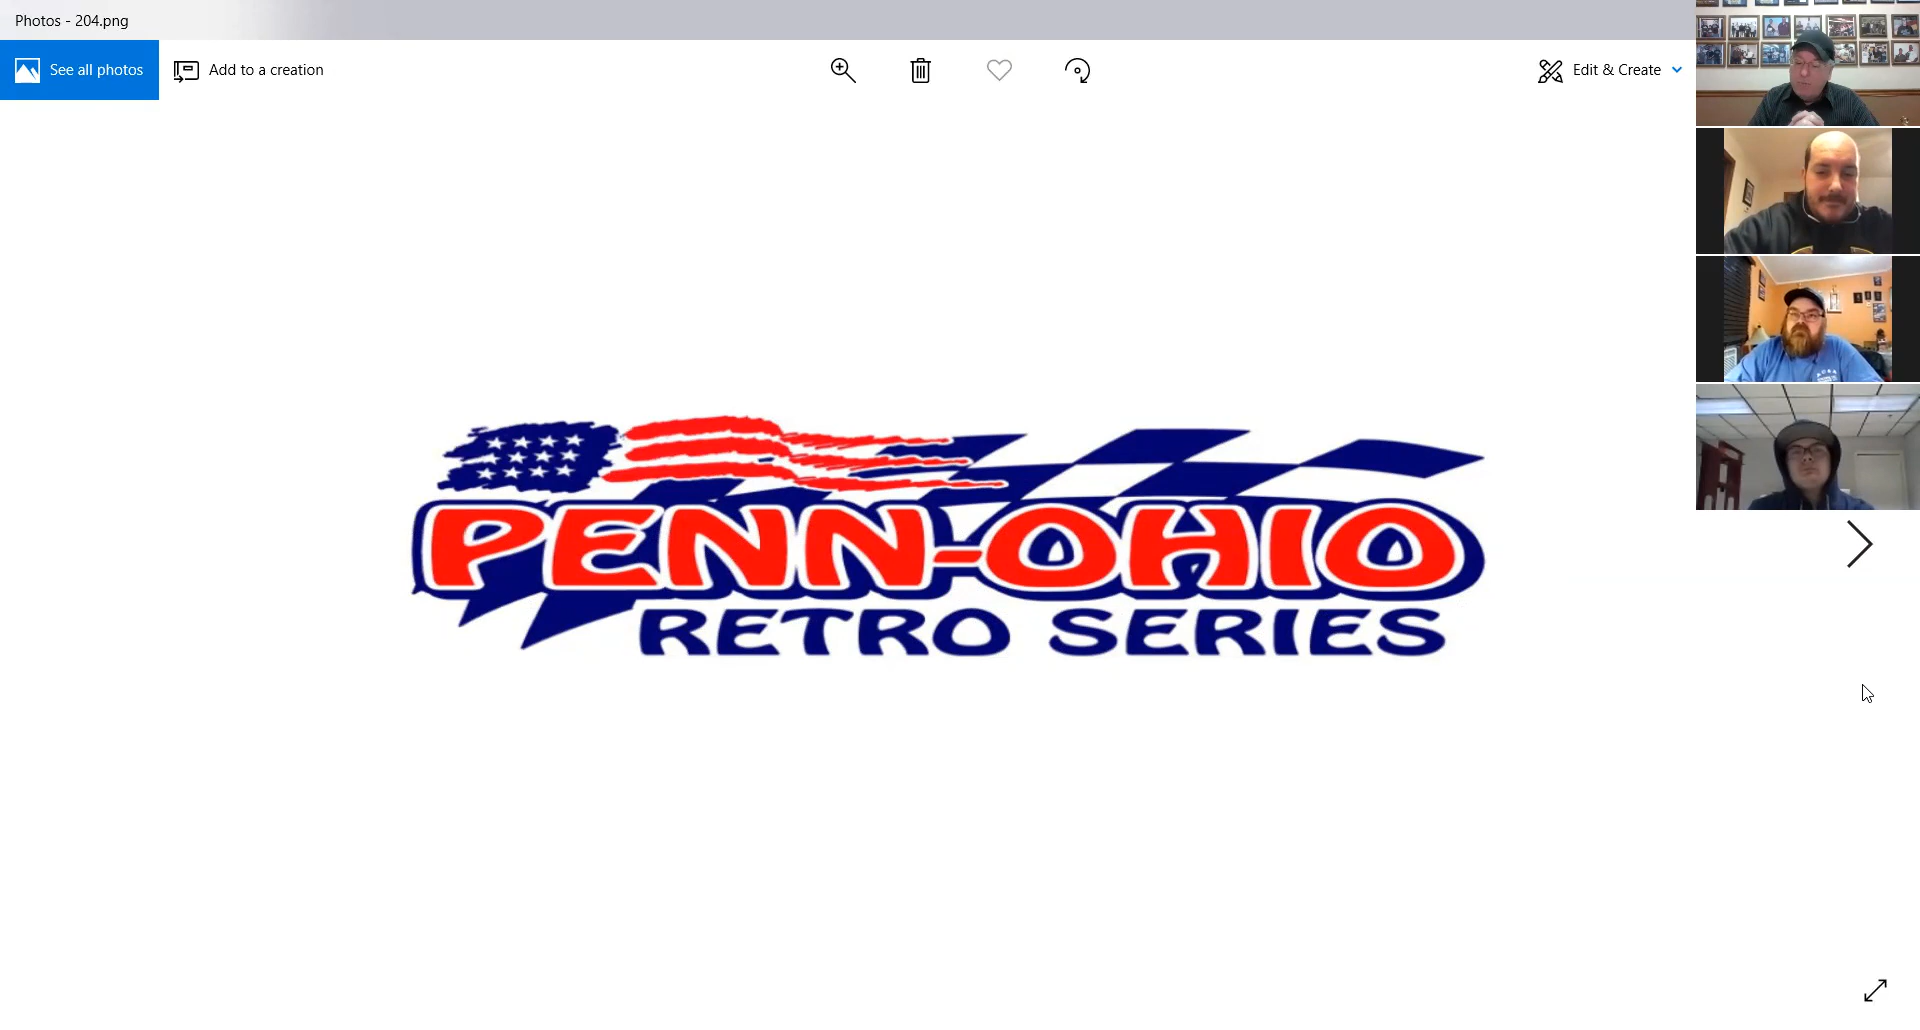 Photos - 204.png
See all photos
Add to a creation
Edit & Create
PENN-OHIO
RETRO SERIES